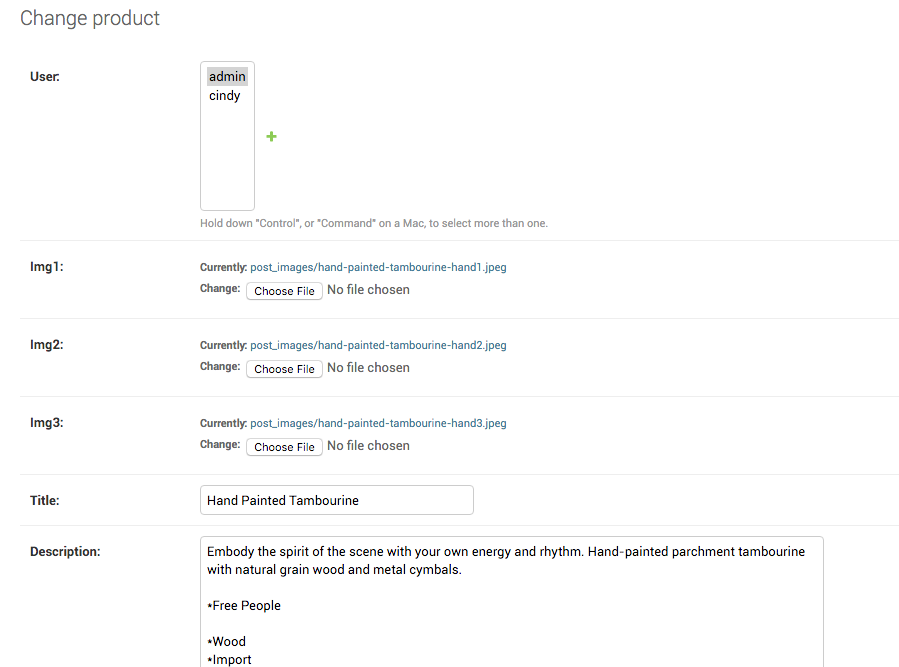 Change product
User:
admin
cindy
Hold down "Control", or "Command" on a Mac, to select more than one.
Img1:
Currently: post_images/hand-painted-tambourine-hand1.jpeg
Change: Choose File No file chosen
Img2:
Currently: post_images/hand-painted-tambourine-hand2.jpeg
Change: Choose File No file chosen
Img3:
Currently: post_images/hand-painted-tambourine-hand3.jpeg
Change: Choose File No file chosen
Title:
Hand Painted Tambourine
Description:
Embody the spirit of the scene with your own energy and rhythm. Hand-painted parchment tambourine
with natural grain wood and metal cymbals.
*Free People
*Wood
*Import